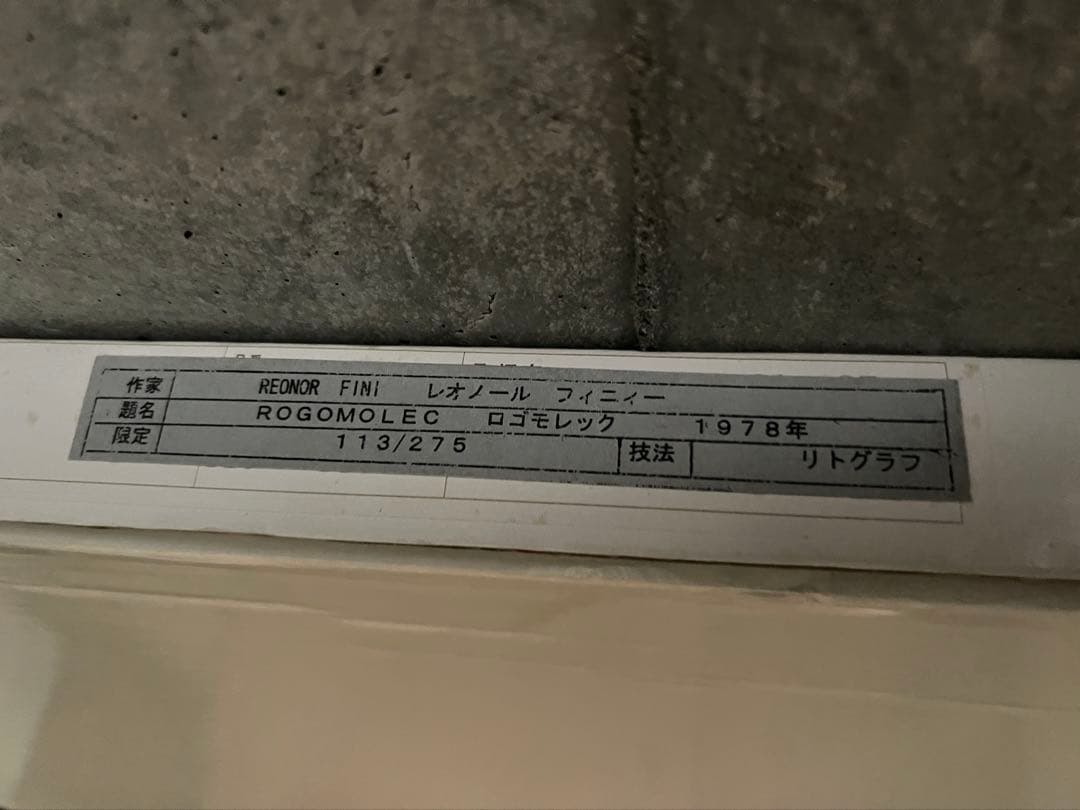 作家 REONOR FINI レオノール フィニィー
題名 ROGOMOLEC ロゴモレック 1978年
限定 113/275 技法 リトグラフ